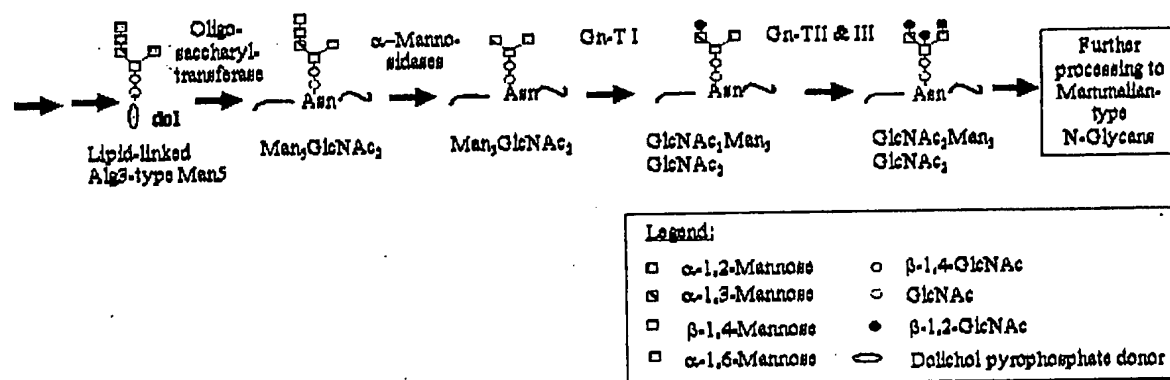 Oligo-
saccharyl-
transferase
α-Manno-
sidases
Gn-T I
Gn-TII & III
Further
processing to
Mammalian-
type
N-Glycans
dol
Asn
Asn
Asn
Asn
Lipid-linked
Alg3-type Man5
Man5GlcNAc2
Man3GlcNAc2
GlcNAc1Man3
GlcNAc2
GlcNAc2Man3
GlcNAc2
Legend:
α-1,2-Mannose
β-1,4-GlcNAc
α-1,3-Mannose
GlcNAc
β-1,4-Mannose
β-1,2-GlcNAc
α-1,6-Mannose
Dolichol pyrophosphate donor